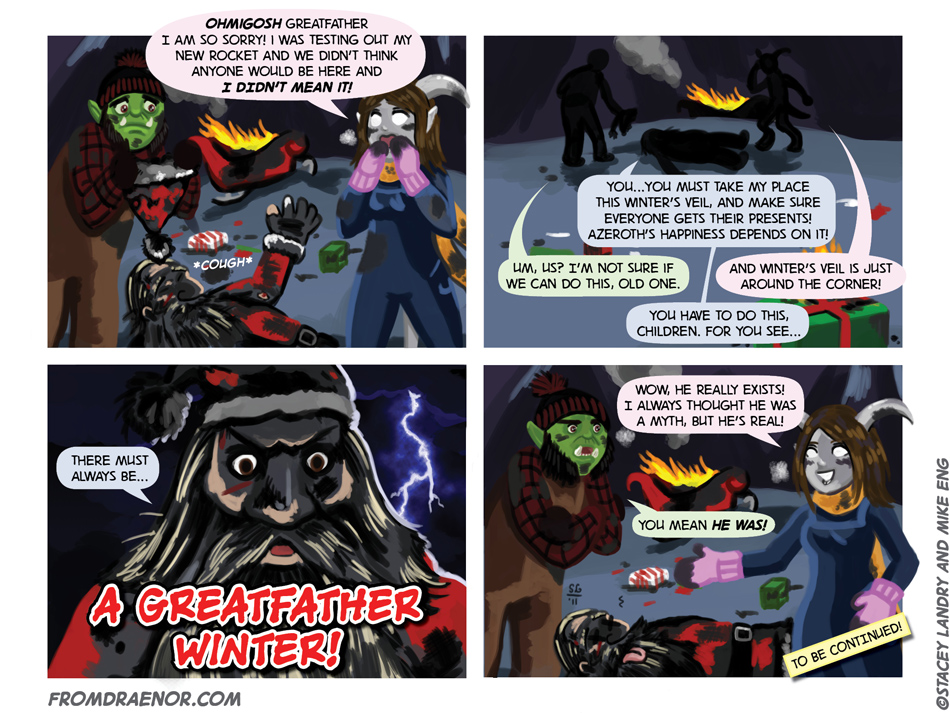 OHMIGOSH GREATFATHER
I AM SO SORRY! I WAS TESTING OUT MY
NEW ROCKET AND WE DIDN'T THINK
ANYONE WOULD BE HERE AND
I DIDN'T MEAN IT!
*COUGH*
YOU...YOU MUST TAKE MY PLACE
THIS WINTER'S VEIL, AND MAKE SURE
EVERYONE GETS THEIR PRESENTS!
AZEROTH'S HAPPINESS DEPENDS ON IT!
UM, US? I'M NOT SURE IF
WE CAN DO THIS, OLD ONE.
AND WINTER'S VEIL IS JUST
AROUND THE CORNER!
YOU HAVE TO DO THIS,
CHILDREN. FOR YOU SEE...
THERE MUST
ALWAYS BE...
A GREATFATHER
WINTER!
WOW, HE REALLY EXISTS!
I ALWAYS THOUGHT HE WAS
A MYTH, BUT HE'S REAL!
YOU MEAN HE WAS!
SG
'11
TO BE CONTINUED!
FROMDRAENOR.COM
©STACEY LANDRY AND MIKE ENG